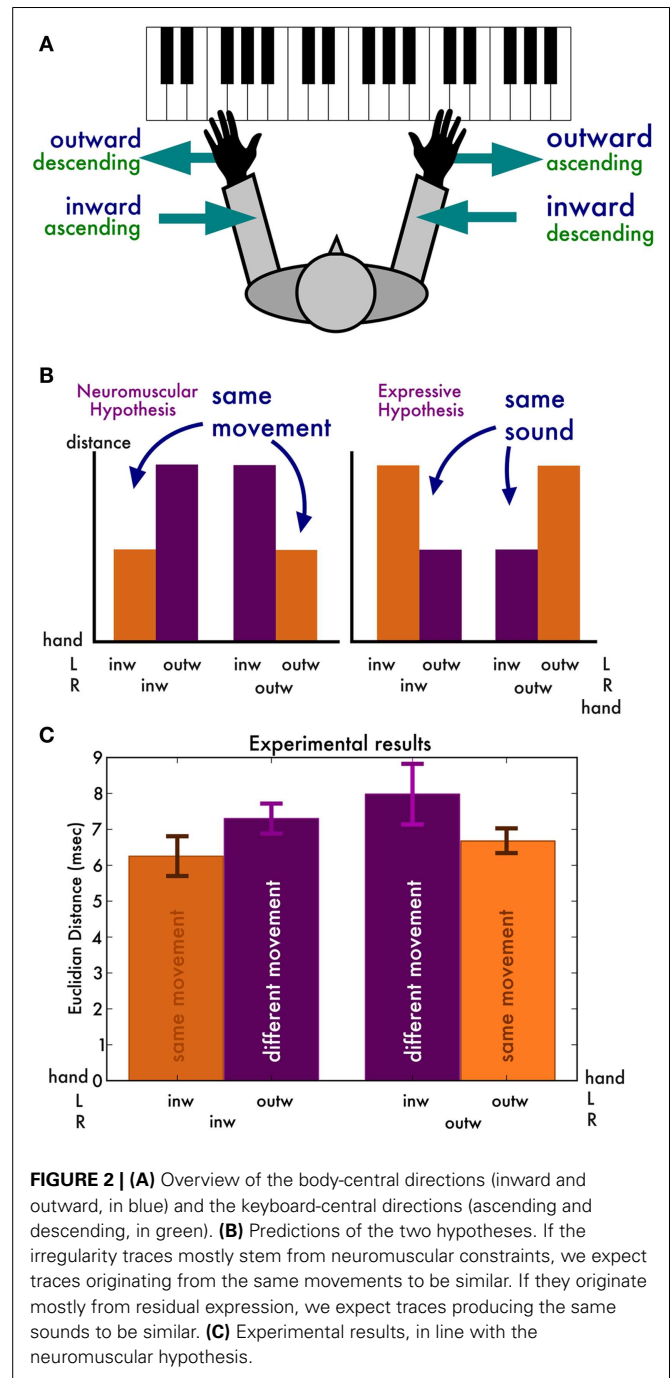 A
outward
descending
outward
ascending
inward
ascending
inward
descending
B
Neuromuscular
Hypothesis
same
movement
distance
Expressive
Hypothesis
same
sound
hand
L inw outw inw outw
R inw outw
inw outw inw outw L
inw outw R
hand
C
Experimental results
Euclidian Distance (msec)
9
8
7
6
5
4
3
2
1
0
same movement
different movement
different movement
same movement
hand hand
L inw outw inw outw L
R inw outw R
FIGURE 2 | (A) Overview of the body-central directions (inward and
outward, in blue) and the keyboard-central directions (ascending and
descending, in green). (B) Predictions of the two hypotheses. If the
irregularity traces mostly stem from neuromuscular constraints, we expect
traces originating from the same movements to be similar. If they originate
mostly from residual expression, we expect traces producing the same
sounds to be similar. (C) Experimental results, in line with the
neuromuscular hypothesis.